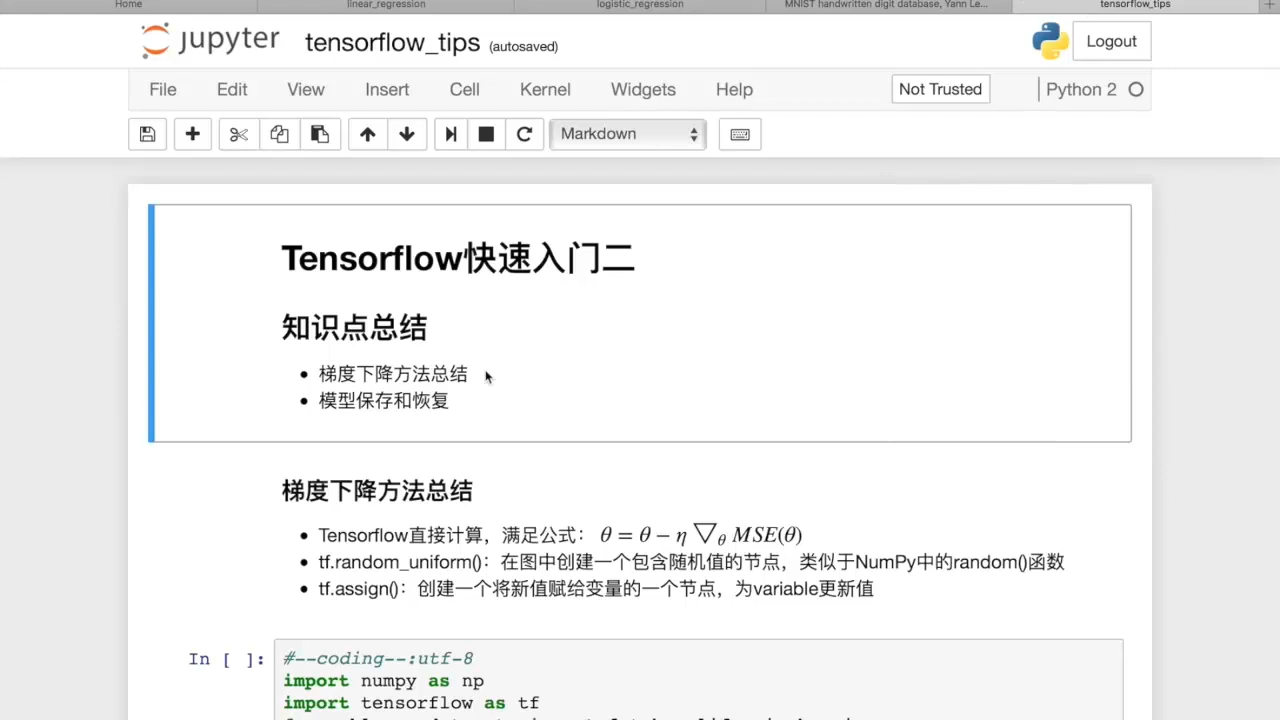 Home linear_regression logistic_regression MNIST handwritten digit database, Yann Le... tensorflow_tips
jupyter tensorflow_tips (autosaved) Logout
File Edit View Insert Cell Kernel Widgets Help Not Trusted Python 2
Markdown
Tensorflow快速入门二
知识点总结
• 梯度下降方法总结
• 模型保存和恢复
梯度下降方法总结
• Tensorflow直接计算，满足公式： θ = θ − η ▽θ MSE(θ)
• tf.random_uniform()：在图中创建一个包含随机值的节点，类似于NumPy中的random()函数
• tf.assign()：创建一个将新值赋给变量的一个节点，为variable更新值
In [ ]: #--coding--:utf-8
import numpy as np
import tensorflow as tf